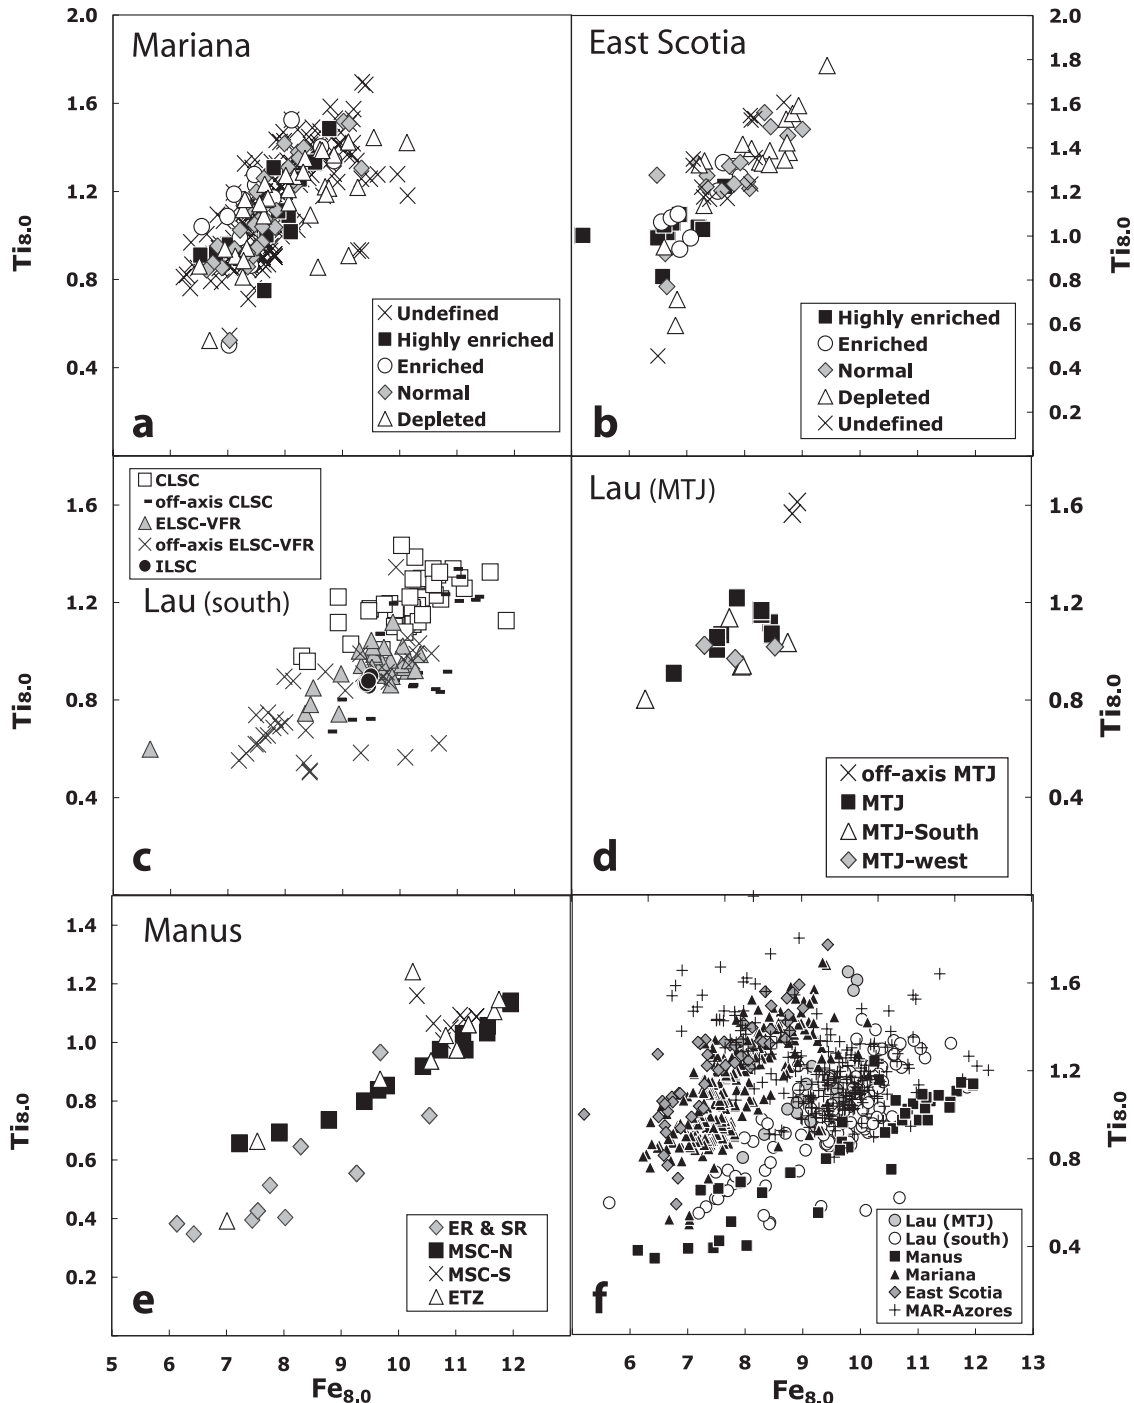 2.0
1.6
1.2
0.8
0.4
Ti8.0
Mariana
Undefined
Highly enriched
Enriched
Normal
Depleted
a
East Scotia
Highly enriched
Enriched
Normal
Depleted
Undefined
b
2.0
1.8
1.6
1.4
1.2
1.0
0.8
0.6
0.4
0.2
Ti8.0
1.6
1.2
0.8
0.4
Ti8.0
CLSC
off-axis CLSC
ELSC-VFR
off-axis ELSC-VFR
ILSC
Lau (south)
c
Lau (MTJ)
off-axis MTJ
MTJ
MTJ-South
MTJ-west
d
1.6
1.2
0.8
0.4
Ti8.0
1.4
1.2
1.0
0.8
0.6
0.4
0.2
Ti8.0
Manus
ER & SR
MSC-N
MSC-S
ETZ
e
5 6 7 8 9 10 11 12
Fe8.0
Lau (MTJ)
Lau (south)
Manus
Mariana
East Scotia
MAR-Azores
f
1.6
1.2
0.8
0.4
Ti8.0
6 7 8 9 10 11 12 13
Fe8.0